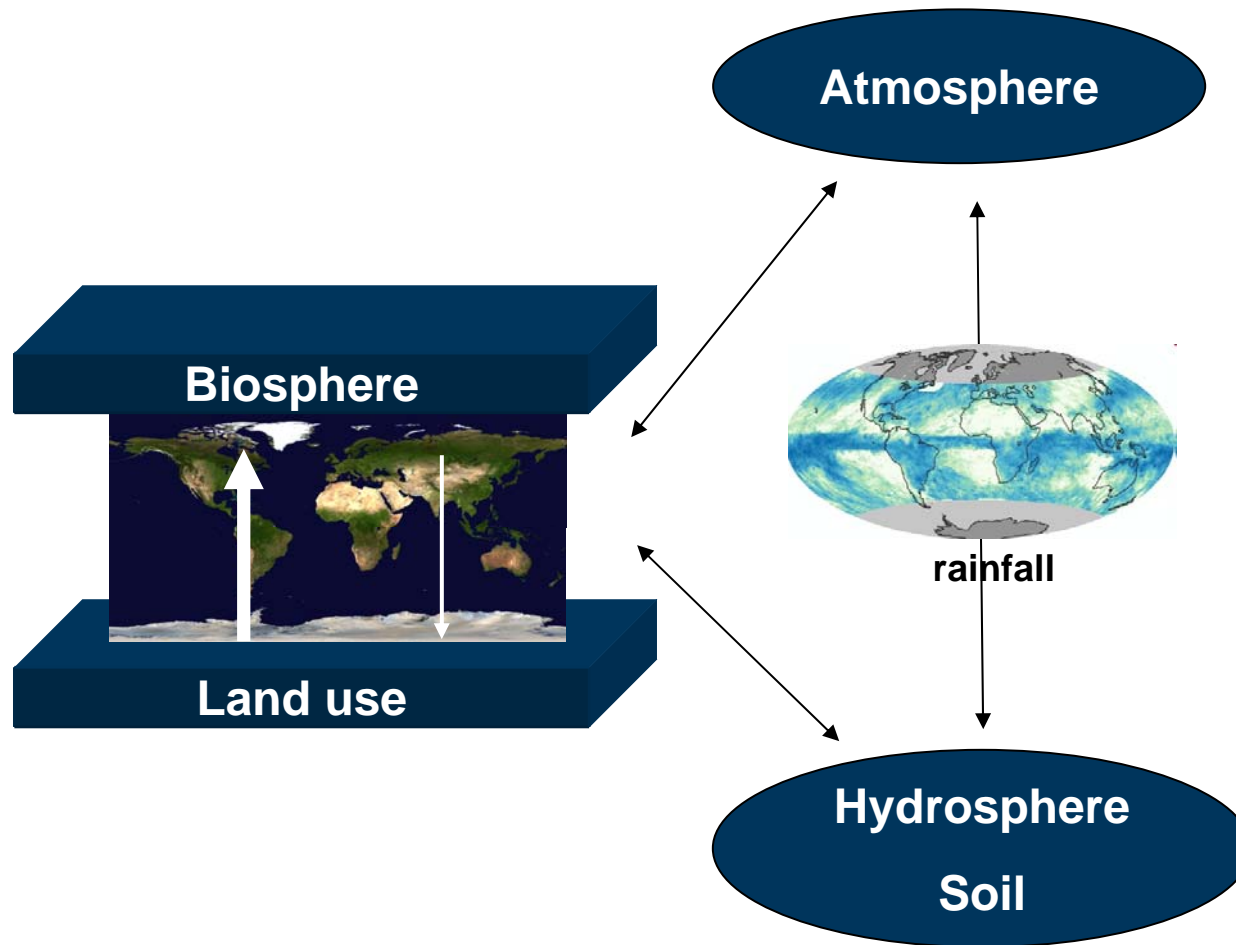 Atmosphere
Biosphere
rainfall
Land use
Hydrosphere
Soil